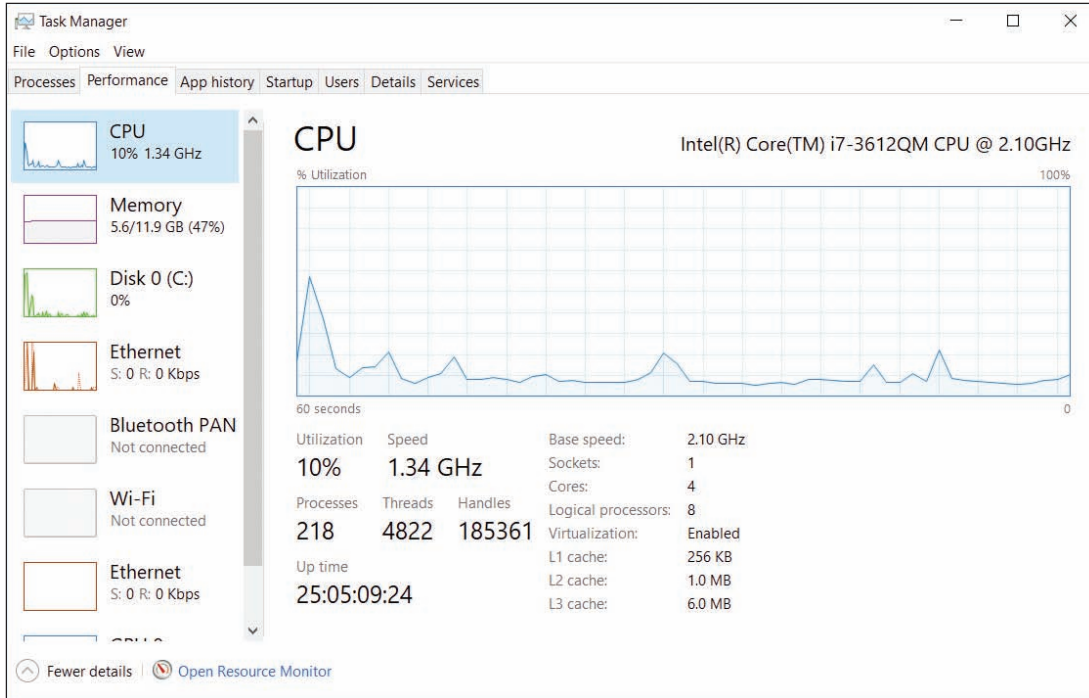 Task Manager
File Options View
Processes Performance App history Startup Users Details Services
CPU
10% 1.34 GHz
Memory
5.6/11.9 GB (47%)
Disk 0 (C:)
0%
Ethernet
S: 0 R: 0 Kbps
Bluetooth PAN
Not connected
Wi-Fi
Not connected
Ethernet
S: 0 R: 0 Kbps
CPU Intel(R) Core(TM) i7-3612QM CPU @ 2.10GHz
% Utilization 100%
60 seconds 0
Utilization Speed
10% 1.34 GHz
Processes Threads Handles
218 4822 185361
Up time
25:05:09:24
Base speed: 2.10 GHz
Sockets: 1
Cores: 4
Logical processors: 8
Virtualization: Enabled
L1 cache: 256 KB
L2 cache: 1.0 MB
L3 cache: 6.0 MB
Fewer details Open Resource Monitor